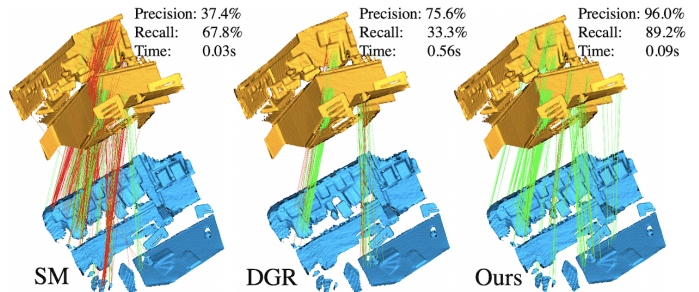 Precision: 37.4%
Recall: 67.8%
Time: 0.03s
SM
Precision: 75.6%
Recall: 33.3%
Time: 0.56s
DGR
Precision: 96.0%
Recall: 89.2%
Time: 0.09s
Ours